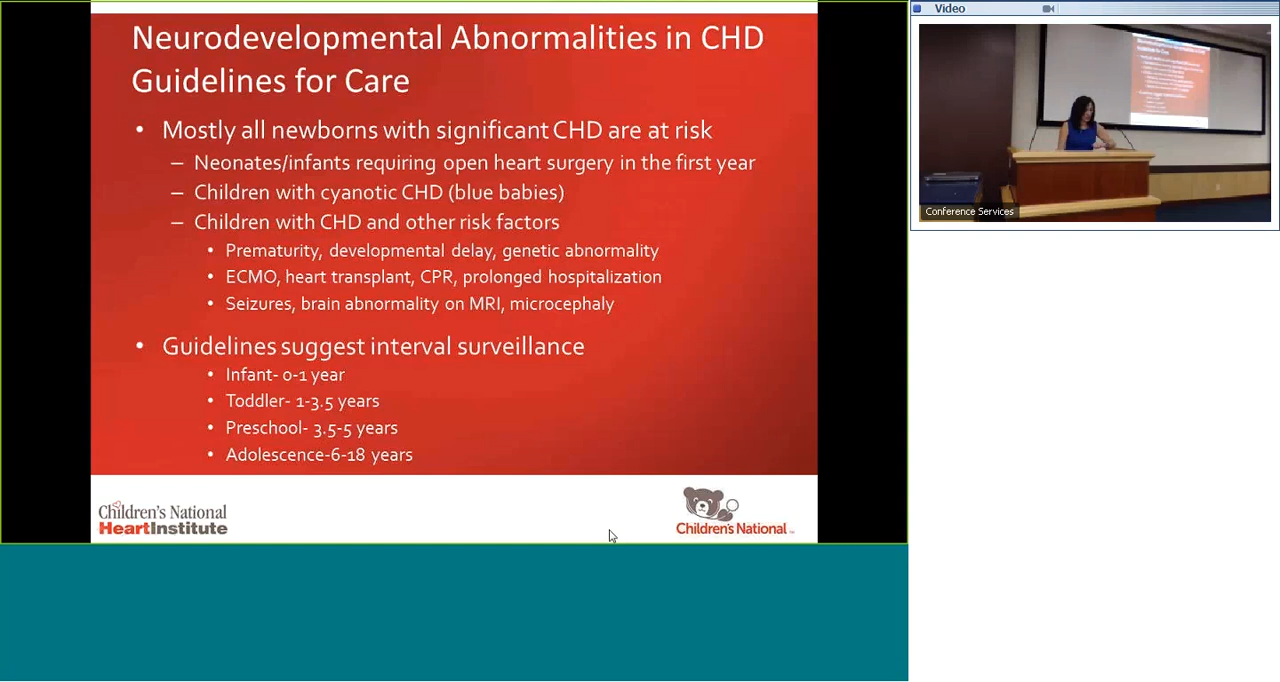 Neurodevelopmental Abnormalities in CHD
Guidelines for Care
• Mostly all newborns with significant CHD are at risk
– Neonates/infants requiring open heart surgery in the first year
– Children with cyanotic CHD (blue babies)
– Children with CHD and other risk factors
• Prematurity, developmental delay, genetic abnormality
• ECMO, heart transplant, CPR, prolonged hospitalization
• Seizures, brain abnormality on MRI, microcephaly
• Guidelines suggest interval surveillance
• Infant- 0-1 year
• Toddler- 1-3.5 years
• Preschool- 3.5-5 years
• Adolescence-6-18 years
Children's National
HeartInstitute
Children's National™
Video
Conference Services